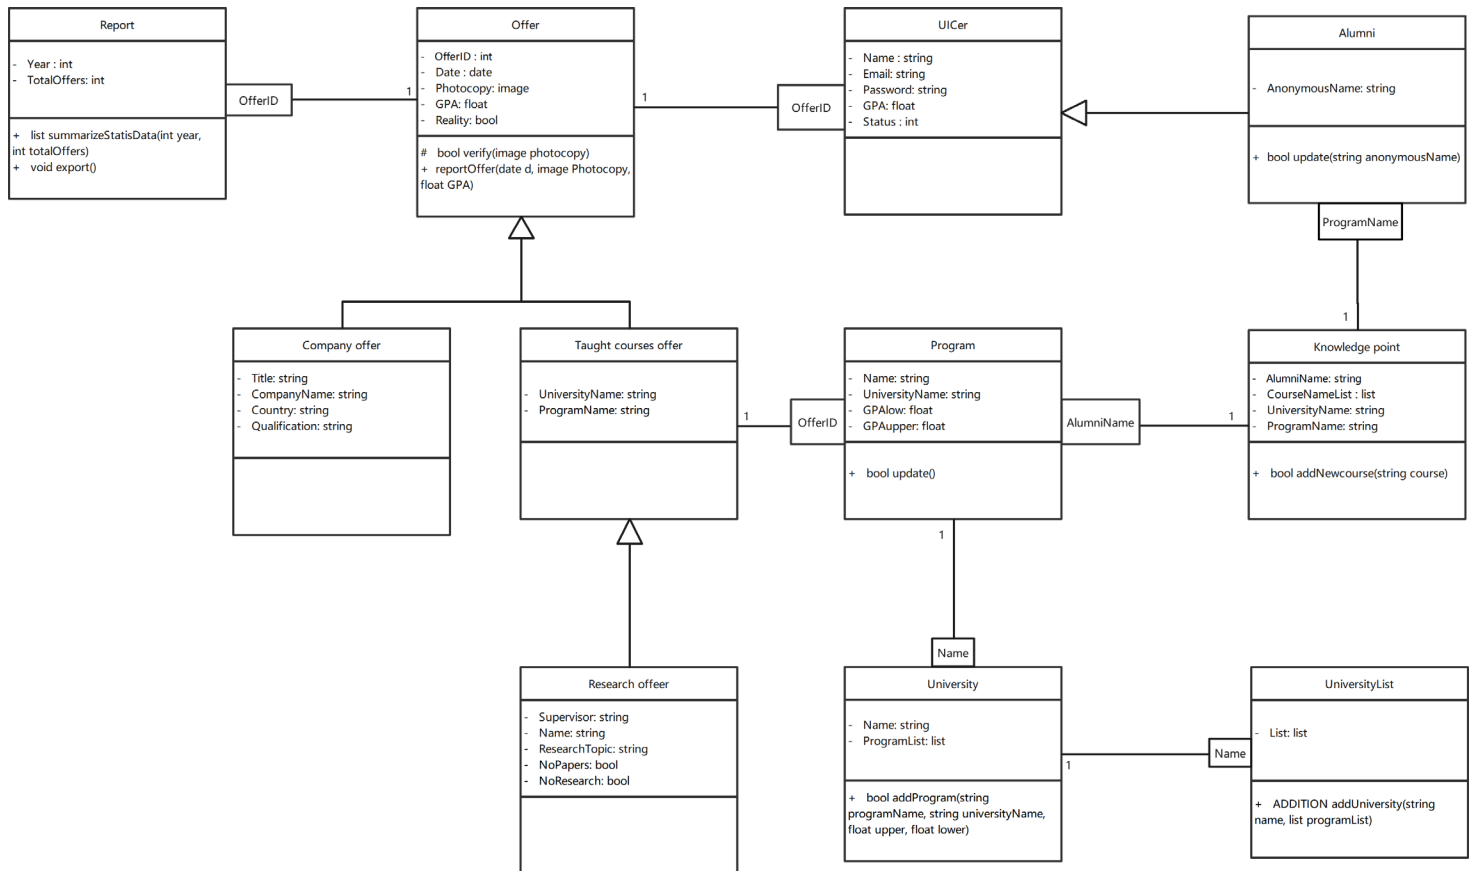 Report
- Year : int
- TotalOffers: int
+ list summarizeStatisData(int year,
int totalOffers)
+ void export()
OfferID
1
Offer
- OfferID : int
- Date : date
- Photocopy: image
- GPA: float
- Reality: bool
# bool verify(image photocopy)
+ reportOffer(date d, image Photocopy,
float GPA)
1
OfferID
UICer
- Name : string
- Email: string
- Password: string
- GPA: float
- Status : int
Alumni
- AnonymousName: string
+ bool update(string anonymousName)
ProgramName
1
Company offer
- Title: string
- CompanyName: string
- Country: string
- Qualification: string
Taught courses offer
- UniversityName: string
- ProgramName: string
1
OfferID
Program
- Name: string
- UniversityName: string
- GPAlow: float
- GPAupper: float
+ bool update()
AlumniName
1
Knowledge point
- AlumniName: string
- CourseNameList : list
- UniversityName: string
- ProgramName: string
+ bool addNewcourse(string course)
1
Name
Research offeer
- Supervisor: string
- Name: string
- ResearchTopic: string
- NoPapers: bool
- NoResearch: bool
University
- Name: string
- ProgramList: list
+ bool addProgram(string
programName, string universityName,
float upper, float lower)
1
Name
UniversityList
- List: list
+ ADDITION addUniversity(string
name, list programList)